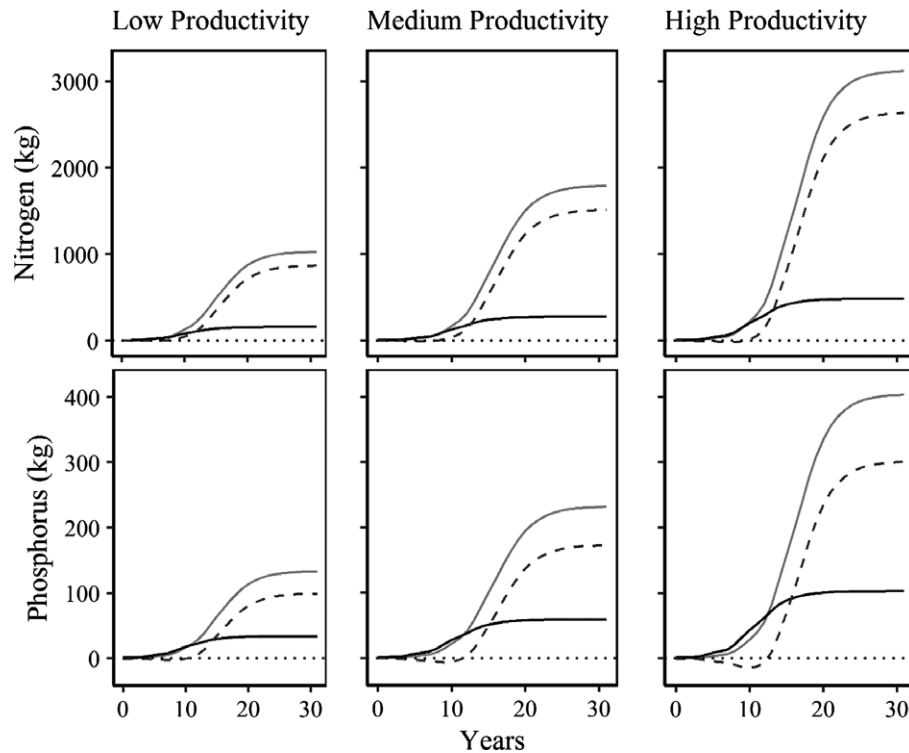 Low Productivity
Medium Productivity
High Productivity
Nitrogen (kg)
3000
2000
1000
0
Phosphorus (kg)
400
300
200
100
0
0 10 20 30
0 10 20 30
0 10 20 30
Years